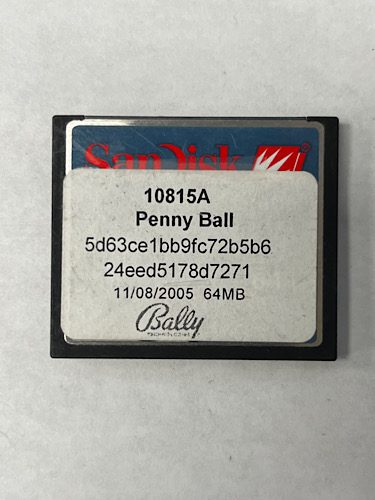 SanDisk
10815A
Penny Ball
5d63ce1bb9fc72b5b6
24eed5178d7271
11/08/2005 64MB
Bally